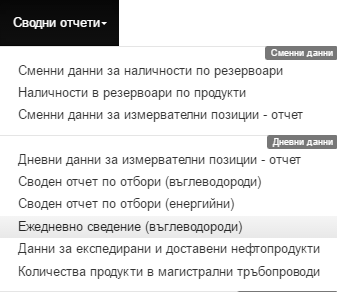 Сводни отчети
Сменни данни
Сменни данни за наличности по резервоари
Наличности в резервоари по продукти
Сменни данни за измервателни позиции - отчет
Дневни данни
Дневни данни за измервателни позиции - отчет
Своден отчет по отбори (въглеводороди)
Своден отчет по отбори (енергийни)
Ежедневно сведение (въглеводороди)
Данни за експедирани и доставени нефтопродукти
Количества продукти в магистрални тръбопроводи